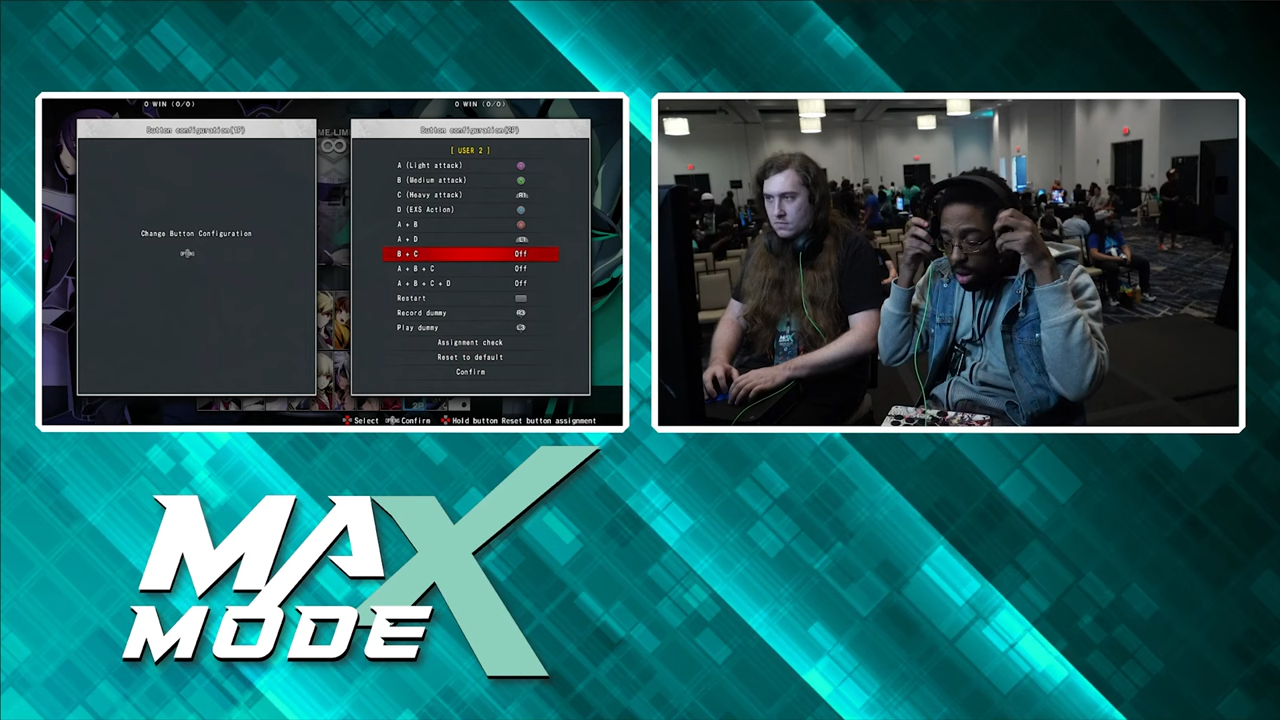 0 WIN (0/0)
0 WIN (0/0)
Button configuration(1P)
Button configuration(2P)
[ USER 2 ]
A (Light attack)
B (Medium attack)
C (Heavy attack)
D (EXS Action)
A + B
A + D
B + C Off
A + B + C Off
A + B + C + D Off
Restart
Record dummy
Play dummy
Assignment check
Reset to default
Confirm
Change Button Configuration
Select Confirm Hold button Reset button assignment
MAX
MODE